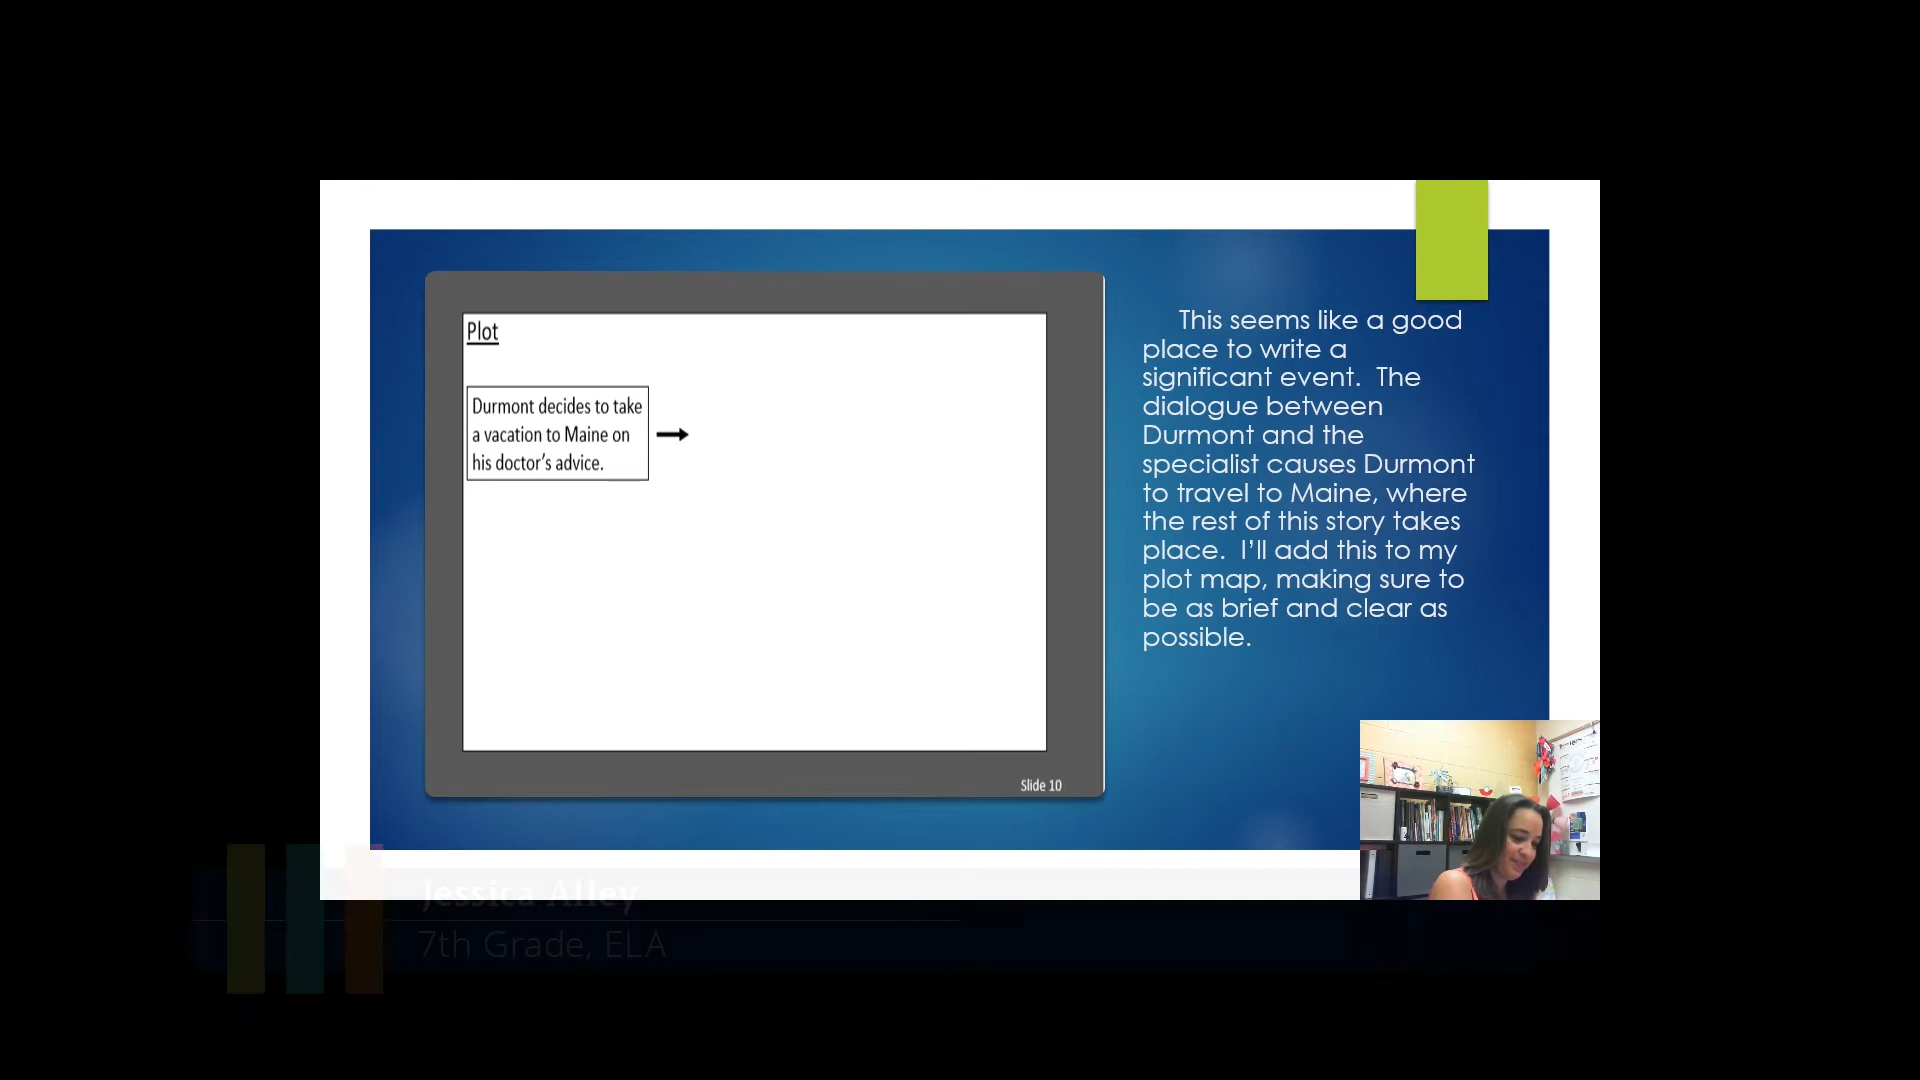 Plot
Durmont decides to take
a vacation to Maine on
his doctor's advice.
Slide 10
This seems like a good
place to write a
significant event.  The
dialogue between
Durmont and the
specialist causes Durmont
to travel to Maine, where
the rest of this story takes
place.  I'll add this to my
plot map, making sure to
be as brief and clear as
possible.
Jessica Alley
7th Grade, ELA